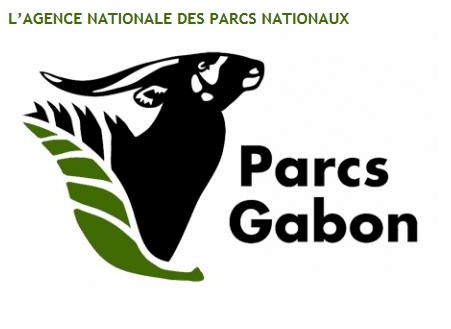 L’AGENCE NATIONALE DES PARCS NATIONAUX
Parcs
Gabon